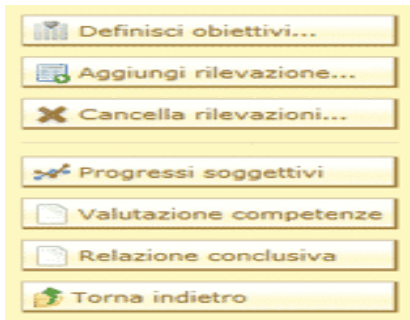 Definisci obiettivi...
Aggiungi rilevazione...
Cancella rilevazioni...
Progressi soggettivi
Valutazione competenze
Relazione conclusiva
Torna indietro